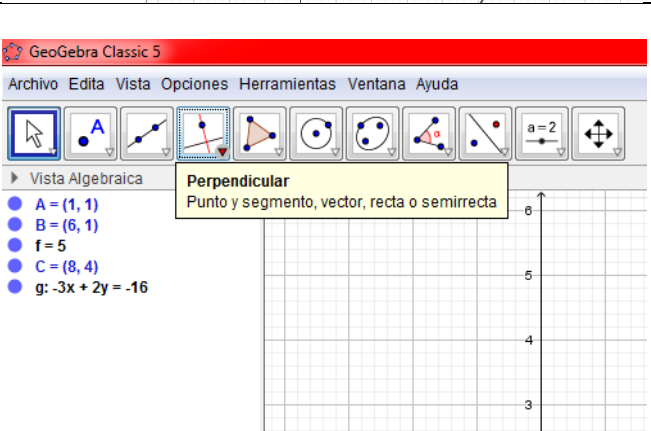 GeoGebra Classic 5
Archivo Edita Vista Opciones Herramientas Ventana Ayuda
A
α
a=2
Vista Algebraica
Perpendicular
Punto y segmento, vector, recta o semirrecta
A = (1, 1)
B = (6, 1)
f = 5
C = (8, 4)
g: -3x + 2y = -16
6
5
4
3